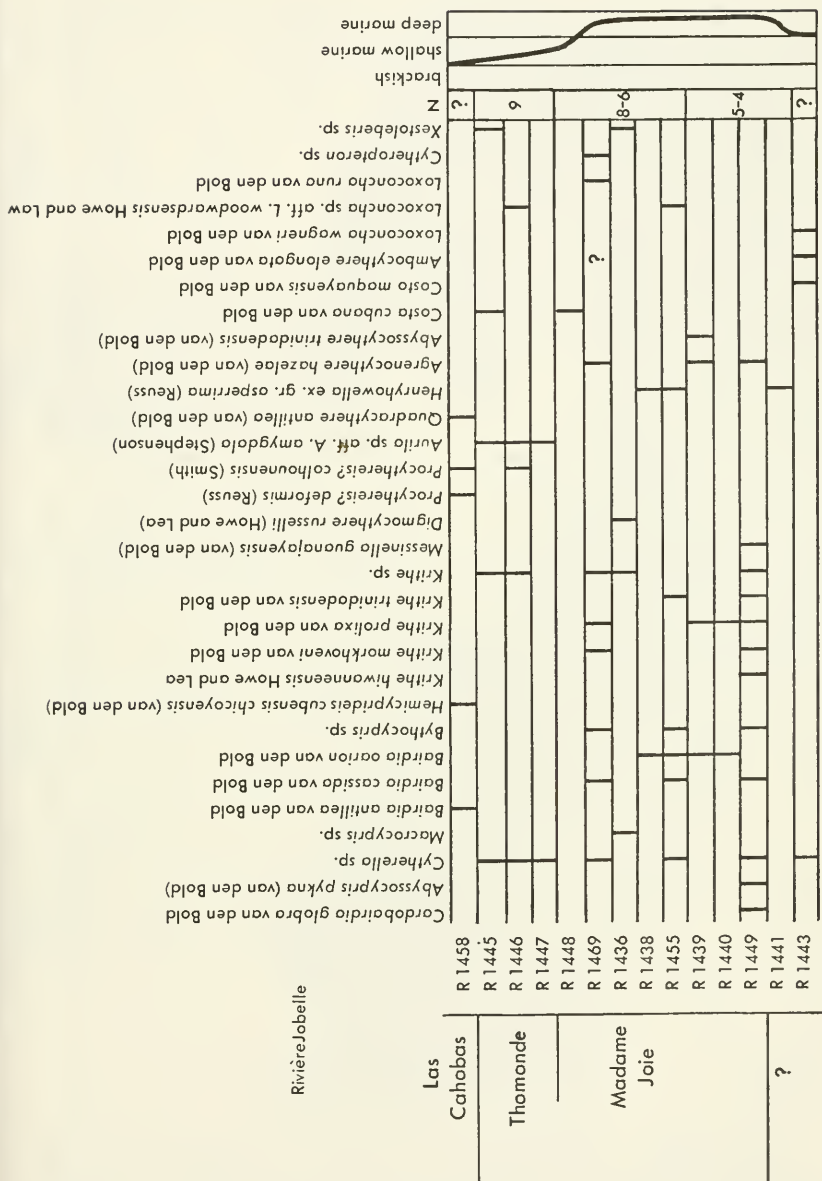 deep marine
shallow marine
brackish
Z
? 9 8-6 5-4 ?
Xestoleberis sp.
Cytheropteron sp.
Loxoconcha runa van den Bold
Loxoconcha sp. aff. L. woodwardsensis Howe and Law
Loxoconcha wagneri van den Bold
Ambocythere elongata van den Bold
?
Costa maquayensis van den Bold
Costa cubana van den Bold
Abyssocythere trinidadensis (van den Bold)
Agrenocythere hazelae (van den Bold)
Henryhowella ex. gr. asperrima (Reuss)
Quadracythere antillea (van den Bold)
Aurila sp. aff. A. amygdala (Stephenson)
Procythereis? colhounensis (Smith)
Procythereis? deformis (Reuss)
Digmocythere russelli (Howe and Lea)
Messinella guanajayensis (van den Bold)
Krithe sp.
Krithe trinidadensis van den Bold
Krithe prolixa van den Bold
Krithe morkhoveni van den Bold
Krithe hiwanneensis Howe and Lea
Hemicyprideis cubensis chicoyensis (van den Bold)
Bythocypris sp.
Bairdia oarion van den Bold
Bairdia cassida van den Bold
Bairdia antillea van den Bold
Macrocypris sp.
Cytherella sp.
Abyssocypris pykna (van den Bold)
Cardobairdia glabra van den Bold
R 1458
R 1445
R 1446
R 1447
R 1448
R 1469
R 1436
R 1438
R 1455
R 1439
R 1440
R 1449
R 1441
R 1443
Rivière Jobelle
Las
Cahobas
Thomonde
Madame
Joie
?